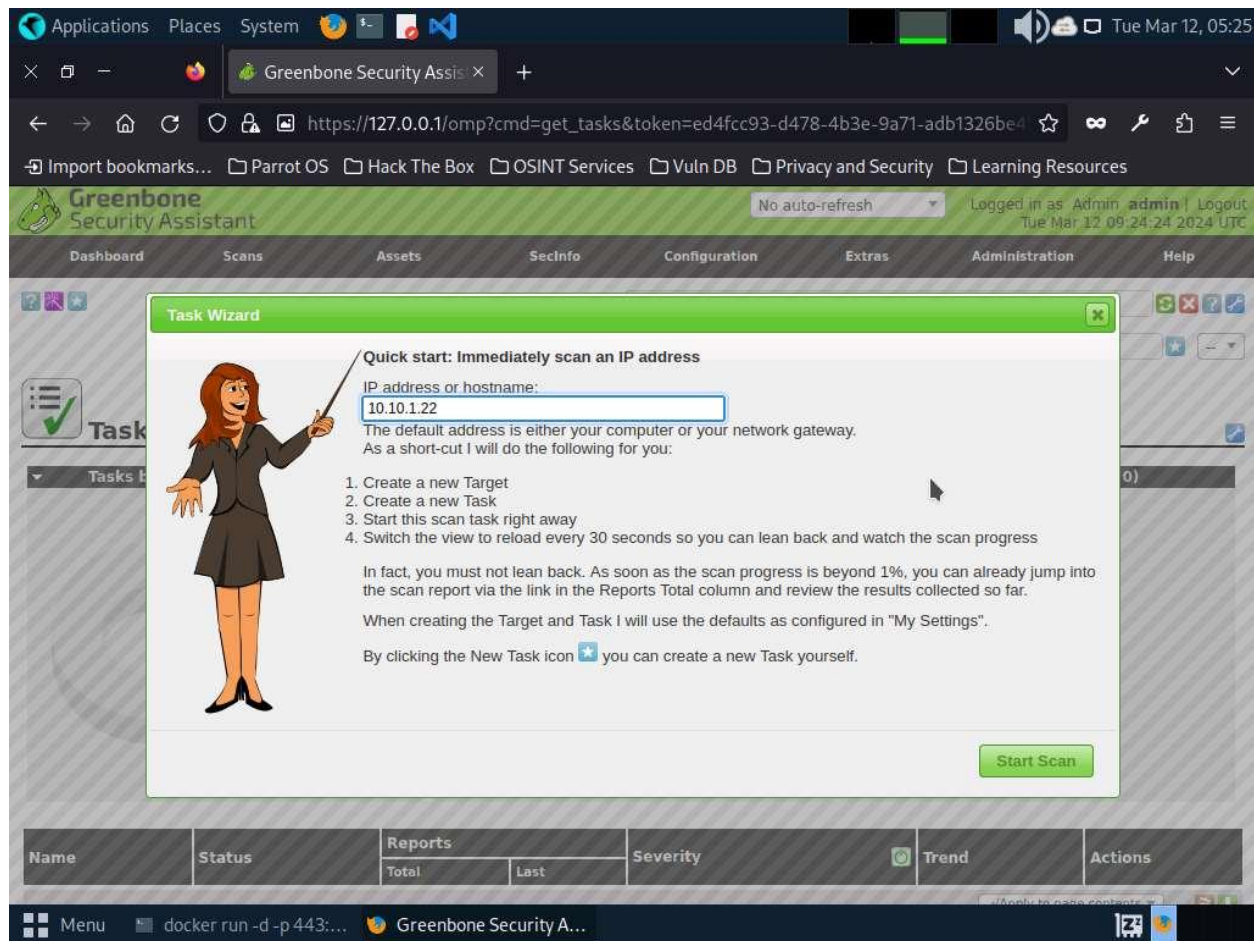 Applications Places System Tue Mar 12, 05:25
Greenbone Security Assis
https://127.0.0.1/omp?cmd=get_tasks&token=ed4fcc93-d478-4b3e-9a71-adb1326be4
Import bookmarks... Parrot OS Hack The Box OSINT Services Vuln DB Privacy and Security Learning Resources
Greenbone
Security Assistant
No auto-refresh
Logged in as Admin admin | Logout
Tue Mar 12 09:24:24 2024 UTC
Dashboard Scans Assets SecInfo Configuration Extras Administration Help
Task Wizard
Quick start: Immediately scan an IP address
IP address or hostname:
10.10.1.22
The default address is either your computer or your network gateway.
As a short-cut I will do the following for you:
1. Create a new Target
2. Create a new Task
3. Start this scan task right away
4. Switch the view to reload every 30 seconds so you can lean back and watch the scan progress
In fact, you must not lean back. As soon as the scan progress is beyond 1%, you can already jump into
the scan report via the link in the Reports Total column and review the results collected so far.
When creating the Target and Task I will use the defaults as configured in "My Settings".
By clicking the New Task icon you can create a new Task yourself.
Start Scan
Task
Tasks b 0)
Name Status Reports Severity Trend Actions
Total Last
√Apply to page contents
Menu docker run -d -p 443:... Greenbone Security A...